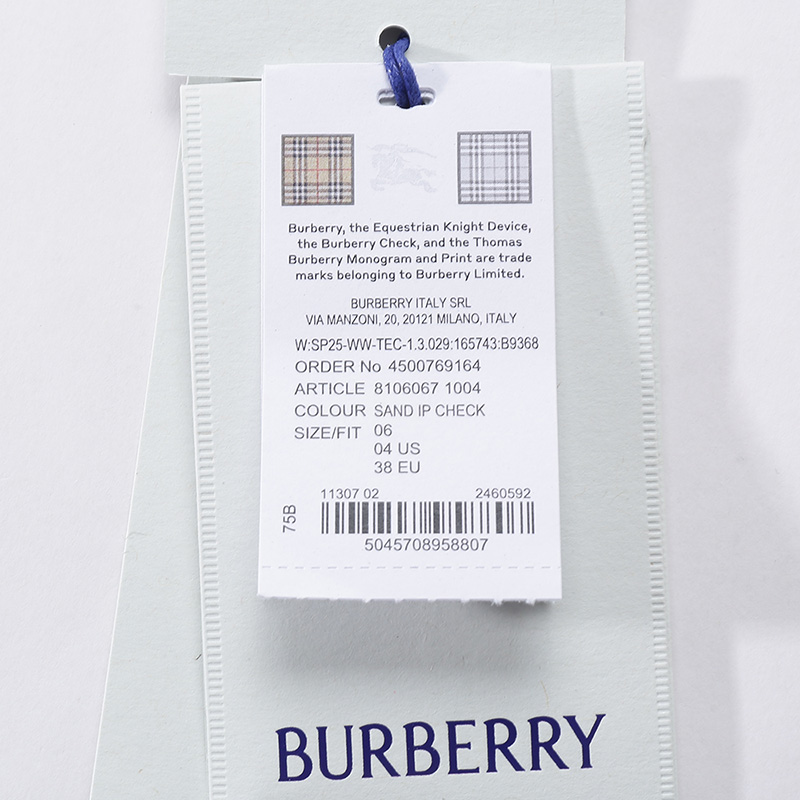 Burberry, the Equestrian Knight Device,
the Burberry Check, and the Thomas
Burberry Monogram and Print are trade
marks belonging to Burberry Limited.
BURBERRY ITALY SRL
VIA MANZONI, 20, 20121 MILANO, ITALY
W:SP25-WW-TEC-1.3.029:165743:B9368
ORDER No 4500769164
ARTICLE 8106067 1004
COLOUR SAND IP CHECK
SIZE/FIT 06
04 US
38 EU
11307 02 2460592
75B
5045708958807
BURBERRY